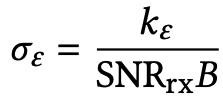 σ_ε = k_ε / (SNR_rx B)